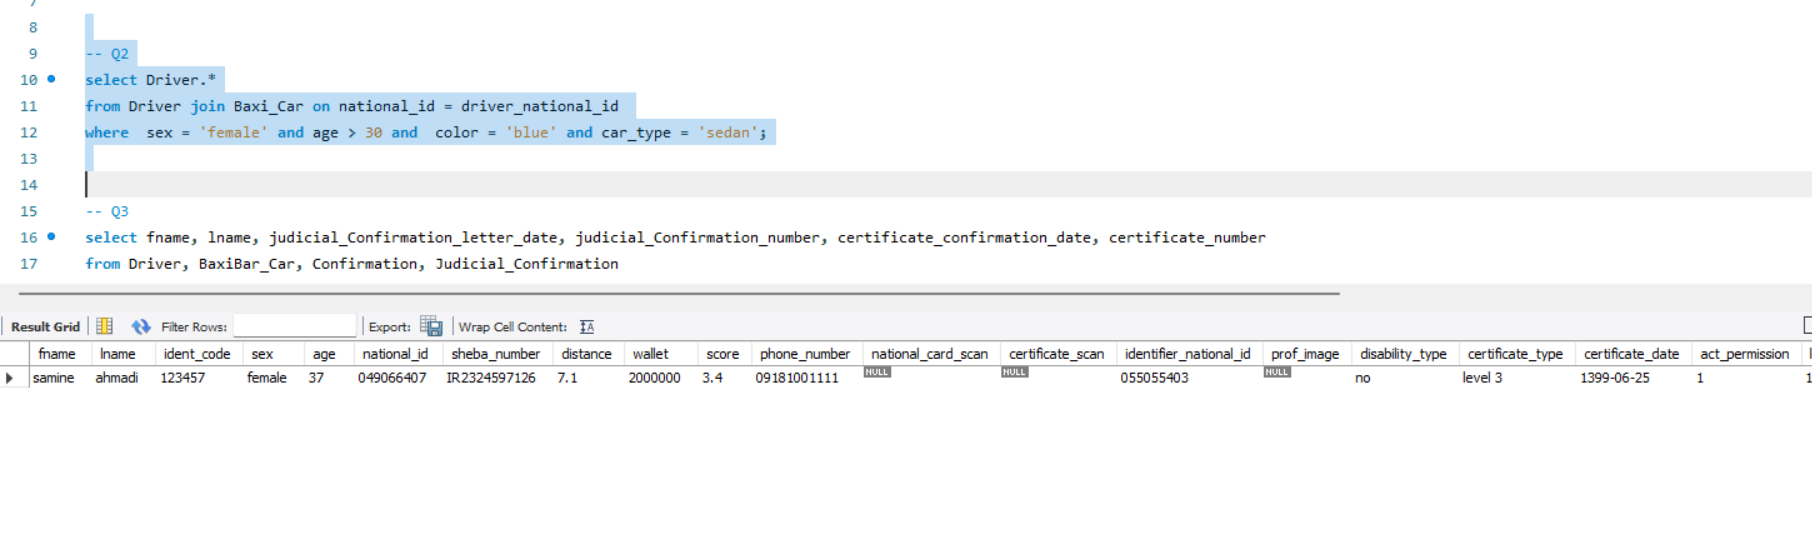 7
8
9 -- Q2
10 select Driver.*
11 from Driver join Baxi_Car on national_id = driver_national_id
12 where  sex = 'female' and age > 30 and  color = 'blue' and car_type = 'sedan';
13
14
15 -- Q3
16 select fname, lname, judicial_Confirmation_letter_date, judicial_Confirmation_number, certificate_confirmation_date, certificate_number
17 from Driver, BaxiBar_Car, Confirmation, Judicial_Confirmation
Result Grid Filter Rows: Export: Wrap Cell Content: IA
fname lname ident_code sex age national_id sheba_number distance wallet score phone_number national_card_scan certificate_scan identifier_national_id prof_image disability_type certificate_type certificate_date act_permission
samine ahmadi 123457 female 37 049066407 IR2324597126 7.1 2000000 3.4 09181001111 NULL NULL 055055403 NULL no level 3 1399-06-25 1 1